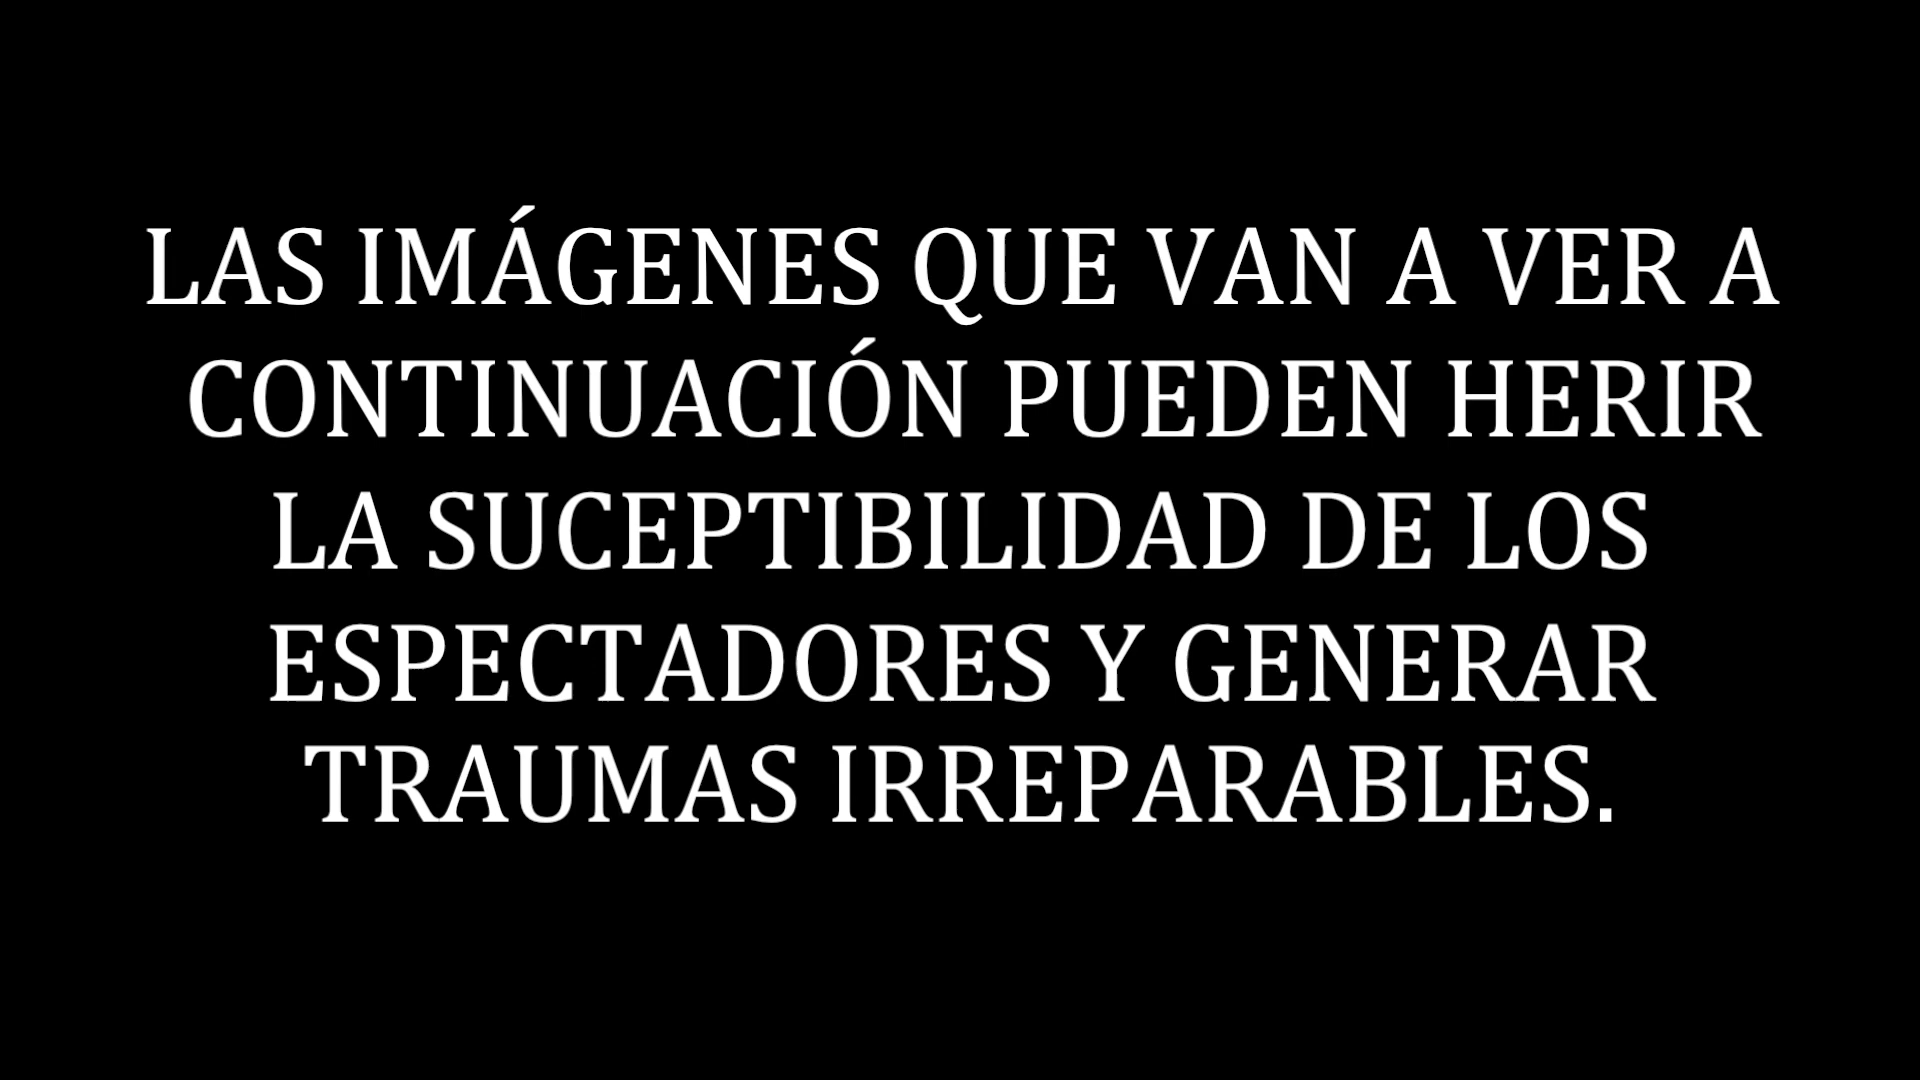 LAS IMÁGENES QUE VAN A VER A
CONTINUACIÓN PUEDEN HERIR
LA SUCEPTIBILIDAD DE LOS
ESPECTADORES Y GENERAR
TRAUMAS IRREPARABLES.